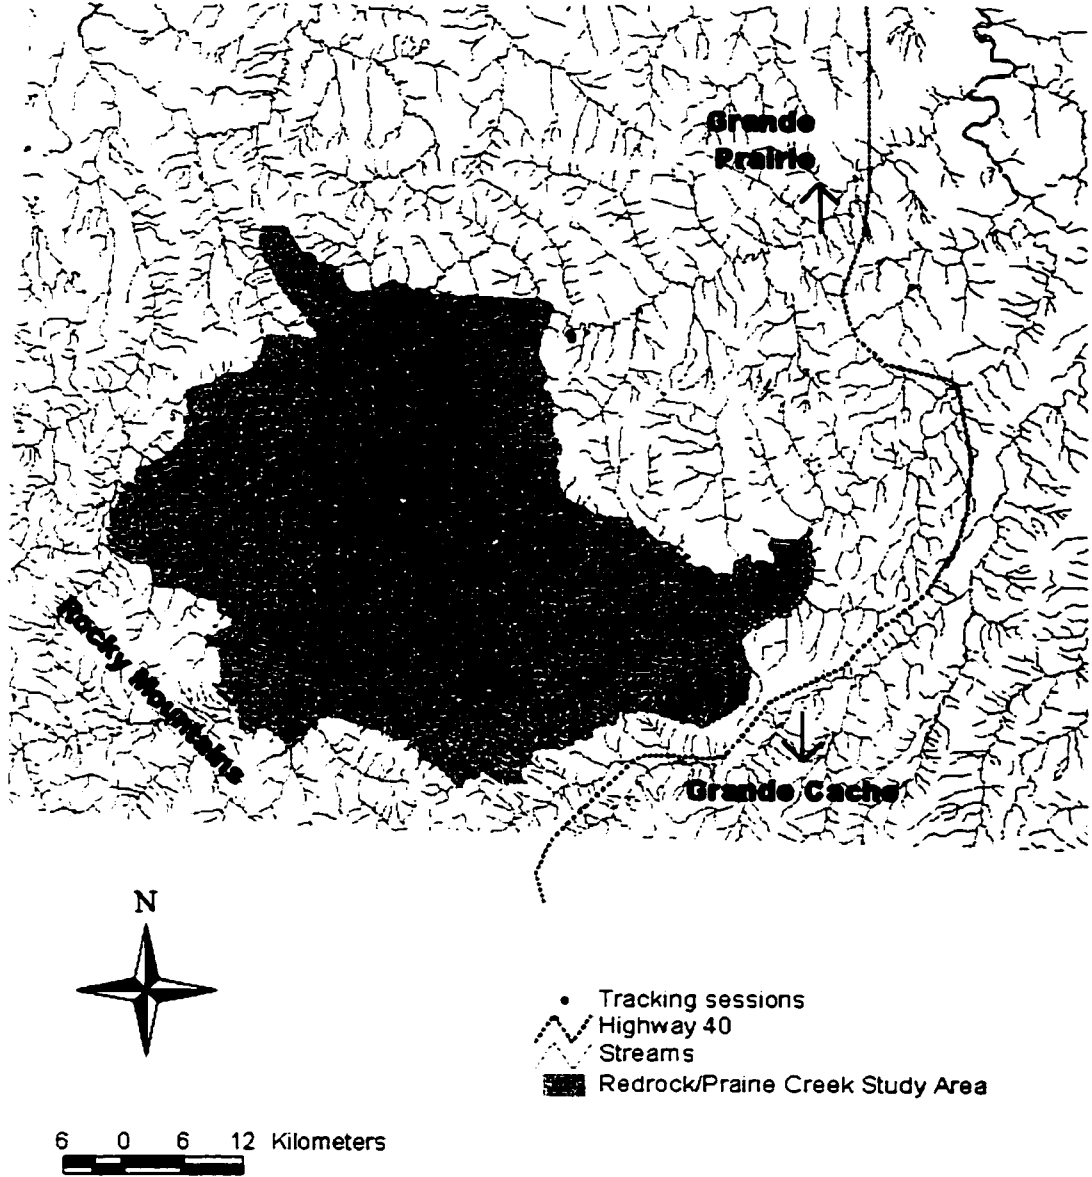 Grande
Prairie
Rocky Mountains
Grande Cache
N
Tracking sessions
Highway 40
Streams
Redrock/Praine Creek Study Area
6 0 6 12 Kilometers